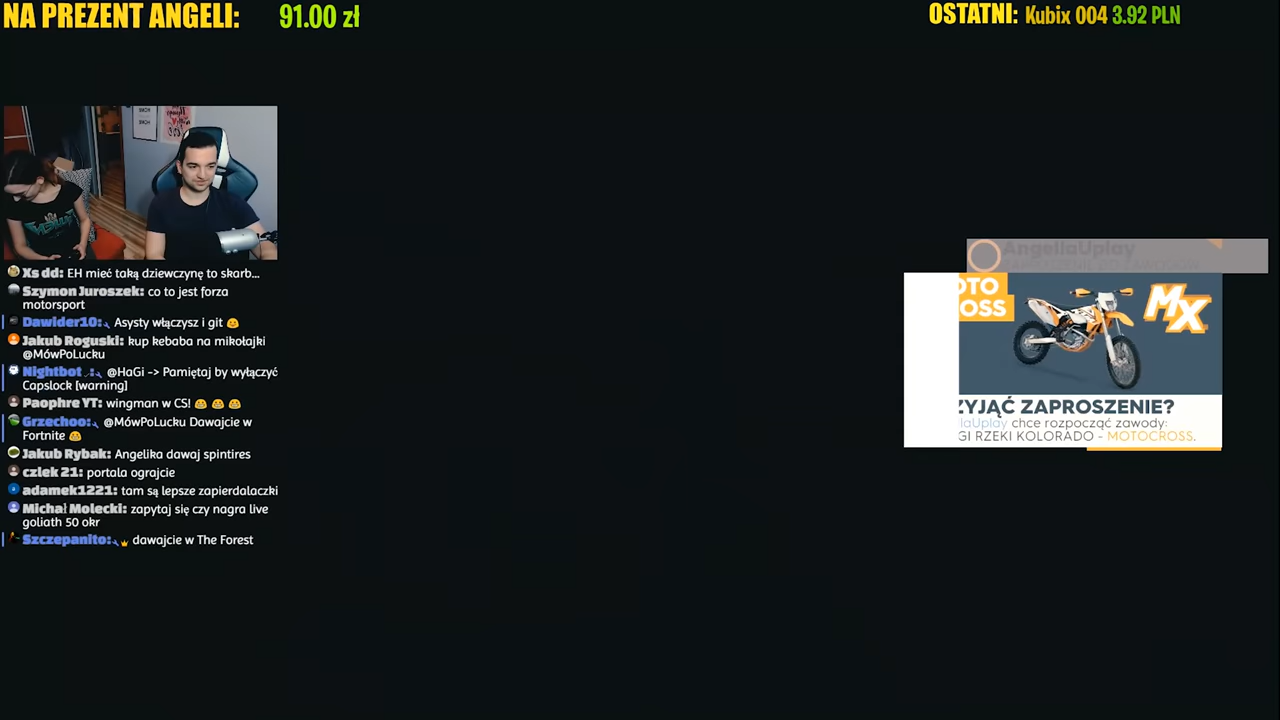 NA PREZENT ANGELI: 91.00 zł
OSTATNI: Kubix 004 3.92 PLN
Xs dd: EH mieć taką dziewczynę to skarb...
Szymon Juroszek: co to jest forza
motorsport
Dawider10: Asysty włączysz i git
Jakub Roguski: kup kebaba na mikołajki
@MówPoLucku
Nightbot: @HaGi -> Pamiętaj by wyłączyć
Capslock [warning]
Paophre YT: wingman w CS!
Grzechoo: @MówPoLucku Dawajcie w
Fortnite
Jakub Rybak: Angelika dawaj spintires
czlek 21: portala ograjcie
adamek1221: tam są lepsze zapierdalaczki
Michał Molecki: zapytaj się czy nagra live
goliath 50 okr
Szczepanito: dawajcie w The Forest
AngeliaUplay
OTO
OSS
MX
ZYJĄĆ ZAPROSZENIE?
liaUplay chce rozpocząć zawody:
GI RZEKI KOLORADO - MOTOCROSS.